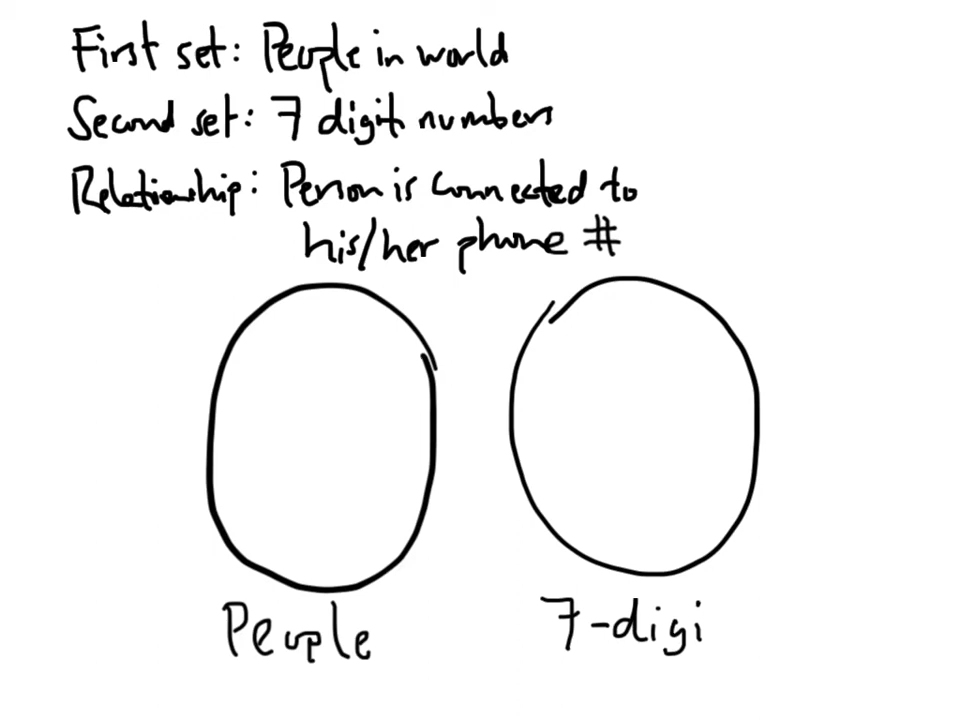 First set: People in world
Second set: 7 digit numbers
Relationship: Person is connected to
his/her phone #
People
7-digi